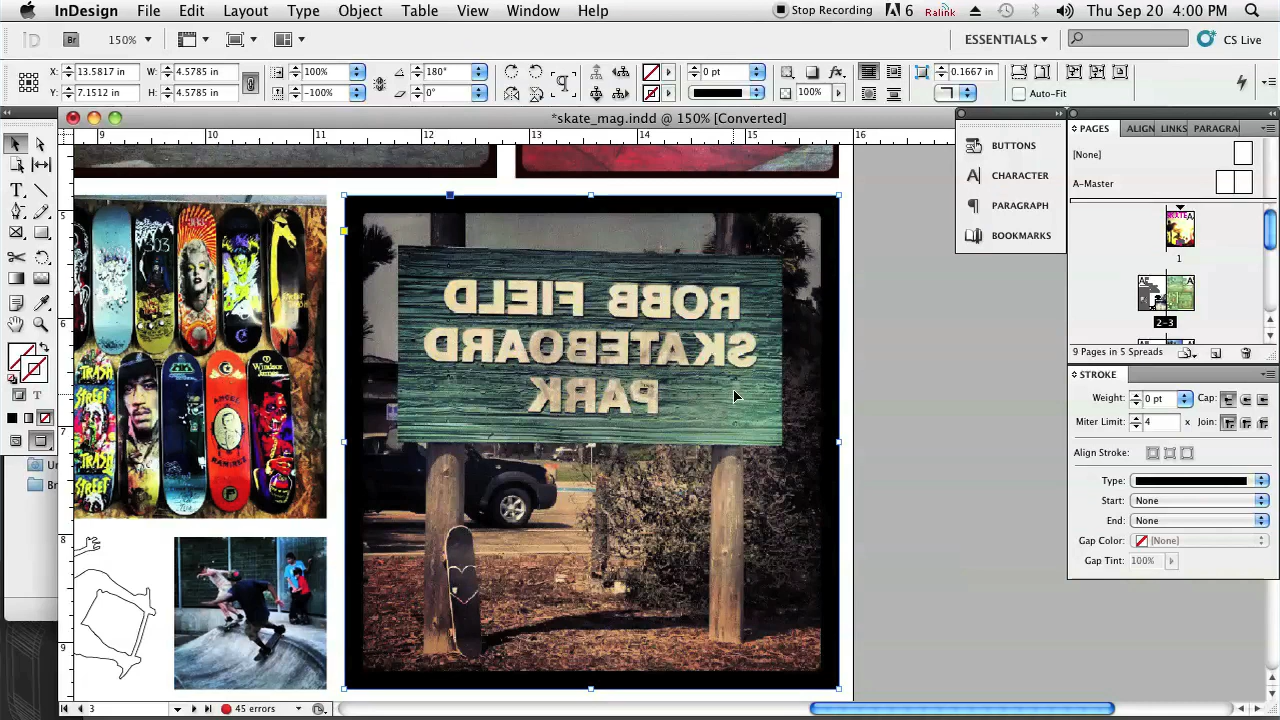 InDesign File Edit Layout Type Object Table View Window Help Stop Recording 6 Ralink Thu Sep 20 4:00 PM
Br 150% ESSENTIALS CS Live
X: 13.5817 in W: 4.5785 in 100% 180° 0 pt 0.1667 in
Y: 7.1512 in H: 4.5785 in -100% 0° 100% Auto-Fit
*skate_mag.indd @ 150% [Converted]
9 10 11 12 13 14 15 16
5
6
7
8
9
ROBB FIELD
SKATEBOARD
PARK
BUTTONS
CHARACTER
PARAGRAPH
BOOKMARKS
PAGES ALIGN LINKS PARAGRA
[None]
A-Master
1
2-3
9 Pages in 5 Spreads
STROKE
Weight: 0 pt Cap:
Miter Limit: 4 x Join:
Align Stroke:
Type:
Start: None
End: None
Gap Color: [None]
Gap Tint: 100%
Un
Br
3 45 errors